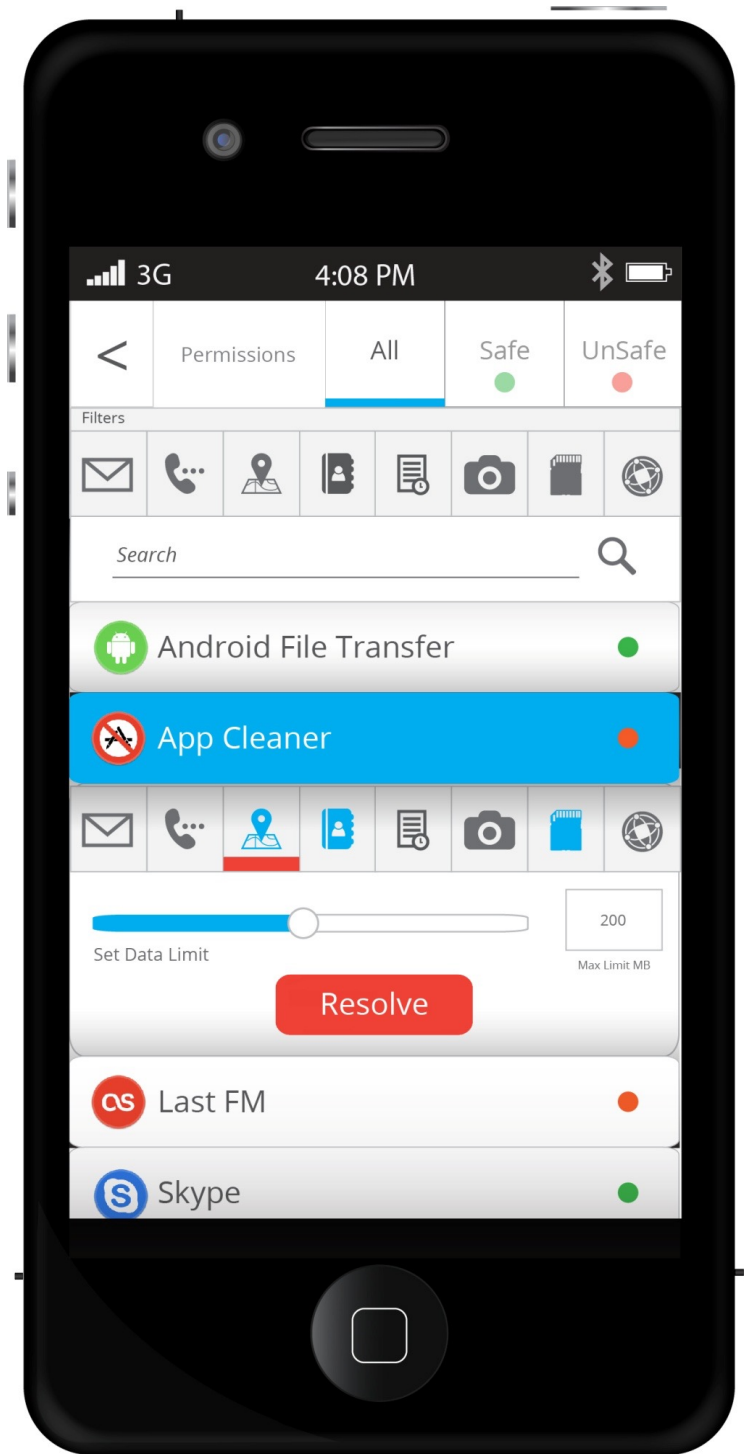 3G 4:08 PM
< Permissions All Safe UnSafe
Filters
Search
Android File Transfer
App Cleaner
200
Set Data Limit
Max Limit MB
Resolve
Last FM
Skype